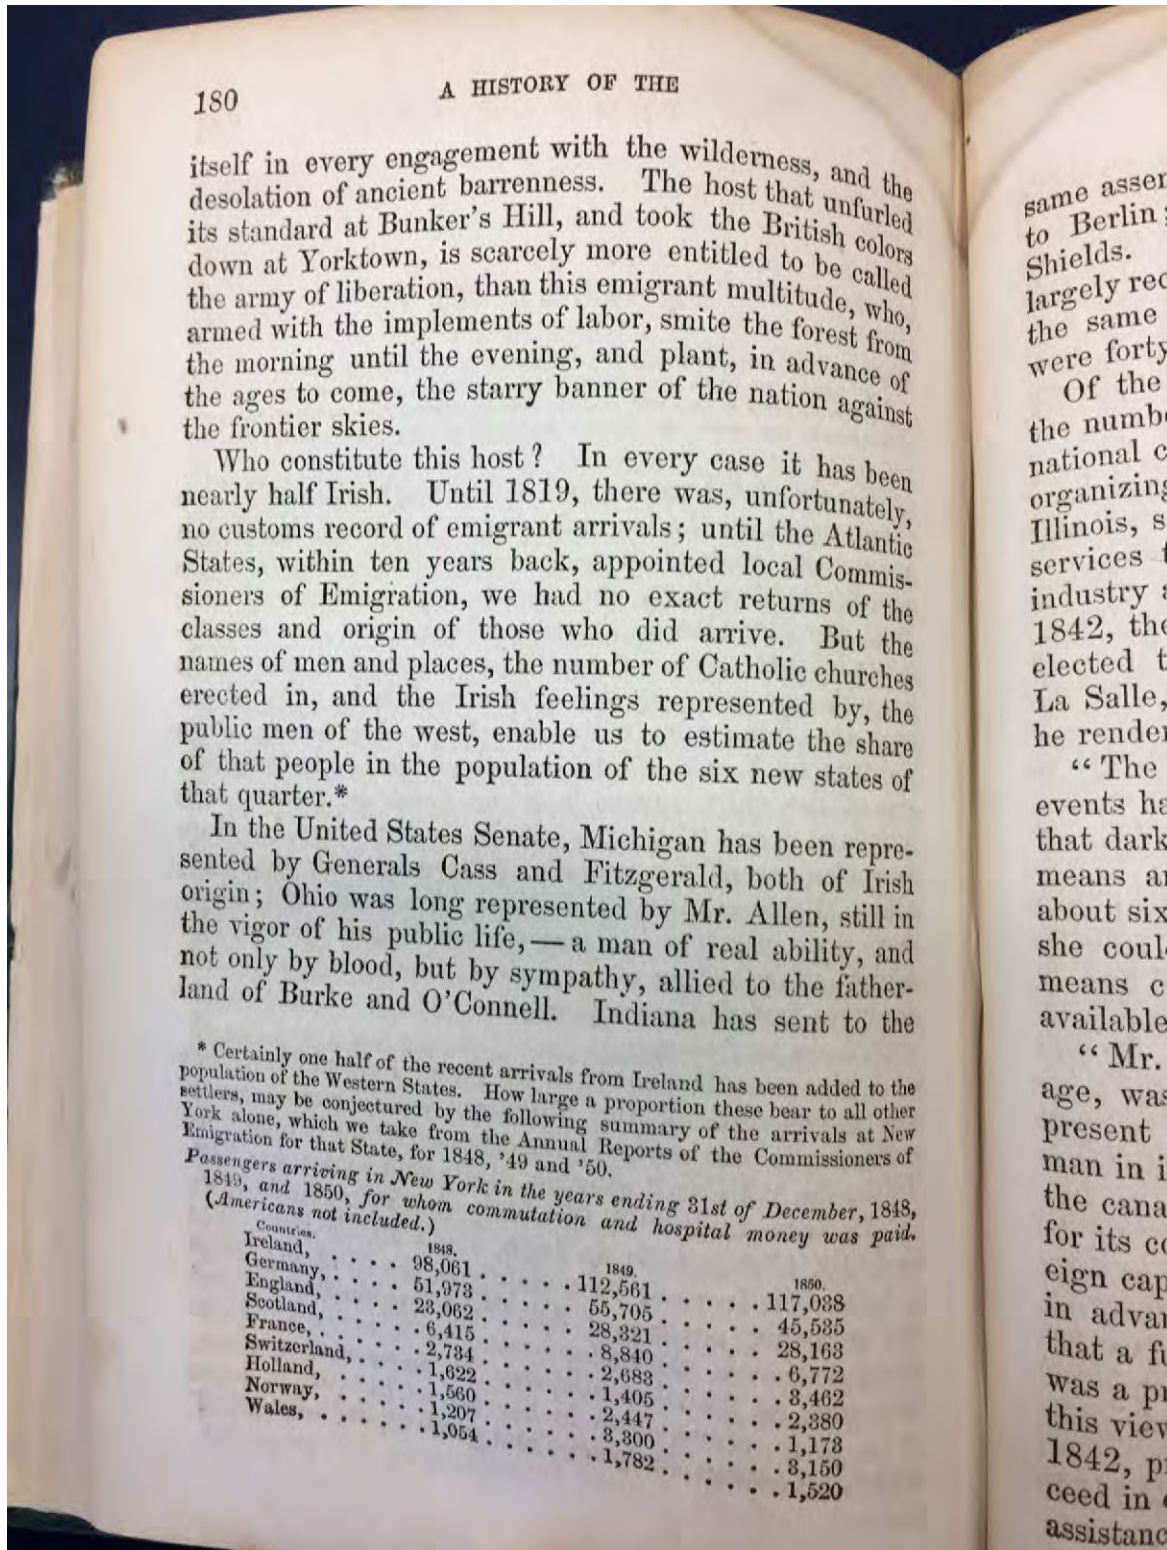 180 A HISTORY OF THE
itself in every engagement with the wilderness, and the
desolation of ancient barrenness. The host that unfurled
its standard at Bunker's Hill, and took the British colors
down at Yorktown, is scarcely more entitled to be called
the army of liberation, than this emigrant multitude, who,
armed with the implements of labor, smite the forest from
the morning until the evening, and plant, in advance of
the ages to come, the starry banner of the nation against
the frontier skies.
Who constitute this host? In every case it has been
nearly half Irish. Until 1819, there was, unfortunately,
no customs record of emigrant arrivals; until the Atlantic
States, within ten years back, appointed local Commis-
sioners of Emigration, we had no exact returns of the
classes and origin of those who did arrive. But the
names of men and places, the number of Catholic churches
erected in, and the Irish feelings represented by, the
public men of the west, enable us to estimate the share
of that people in the population of the six new states of
that quarter.*
In the United States Senate, Michigan has been repre-
sented by Generals Cass and Fitzgerald, both of Irish
origin; Ohio was long represented by Mr. Allen, still in
the vigor of his public life,—a man of real ability, and
not only by blood, but by sympathy, allied to the father-
land of Burke and O'Connell. Indiana has sent to the
* Certainly one half of the recent arrivals from Ireland has been added to the
population of the Western States. How large a proportion these bear to all other
settlers, may be conjectured by the following summary of the arrivals at New
York alone, which we take from the Annual Reports of the Commissioners of
Emigration for that State, for 1848, '49 and '50.
Passengers arriving in New York in the years ending 31st of December, 1848,
1849, and 1850, for whom commutation and hospital money was paid.
(Americans not included.)
Countries. 1848. 1849. 1850.
Ireland, . . . . 98,061 . . . . . 112,561 . . . . . 117,038
Germany, . . . . 51,973 . . . . . 55,705 . . . . . 45,535
England, . . . . 23,062 . . . . . 28,321 . . . . . 28,163
Scotland, . . . . 6,415 . . . . . 8,840 . . . . . 6,772
France, . . . . 2,734 . . . . . 2,683 . . . . . 3,462
Switzerland, . . . . 1,622 . . . . . 1,405 . . . . . 2,380
Holland, . . . . 1,560 . . . . . 2,447 . . . . . 1,173
Norway, . . . . 1,207 . . . . . 3,300 . . . . . 3,150
Wales, . . . . . 1,054 . . . . . 1,782 . . . . . 1,520
same
to Berlin;
Shields.
largely
the same
were forty
Of the
the
national
organizing
Illinois,
services
industry
1842, the
elected
La Salle,
he
"The
events
that dark
means
about six
she
means
available
"Mr.
age, was
present
man in
the
for its
eign
in
that a
was a
this view
1842,
ceed in